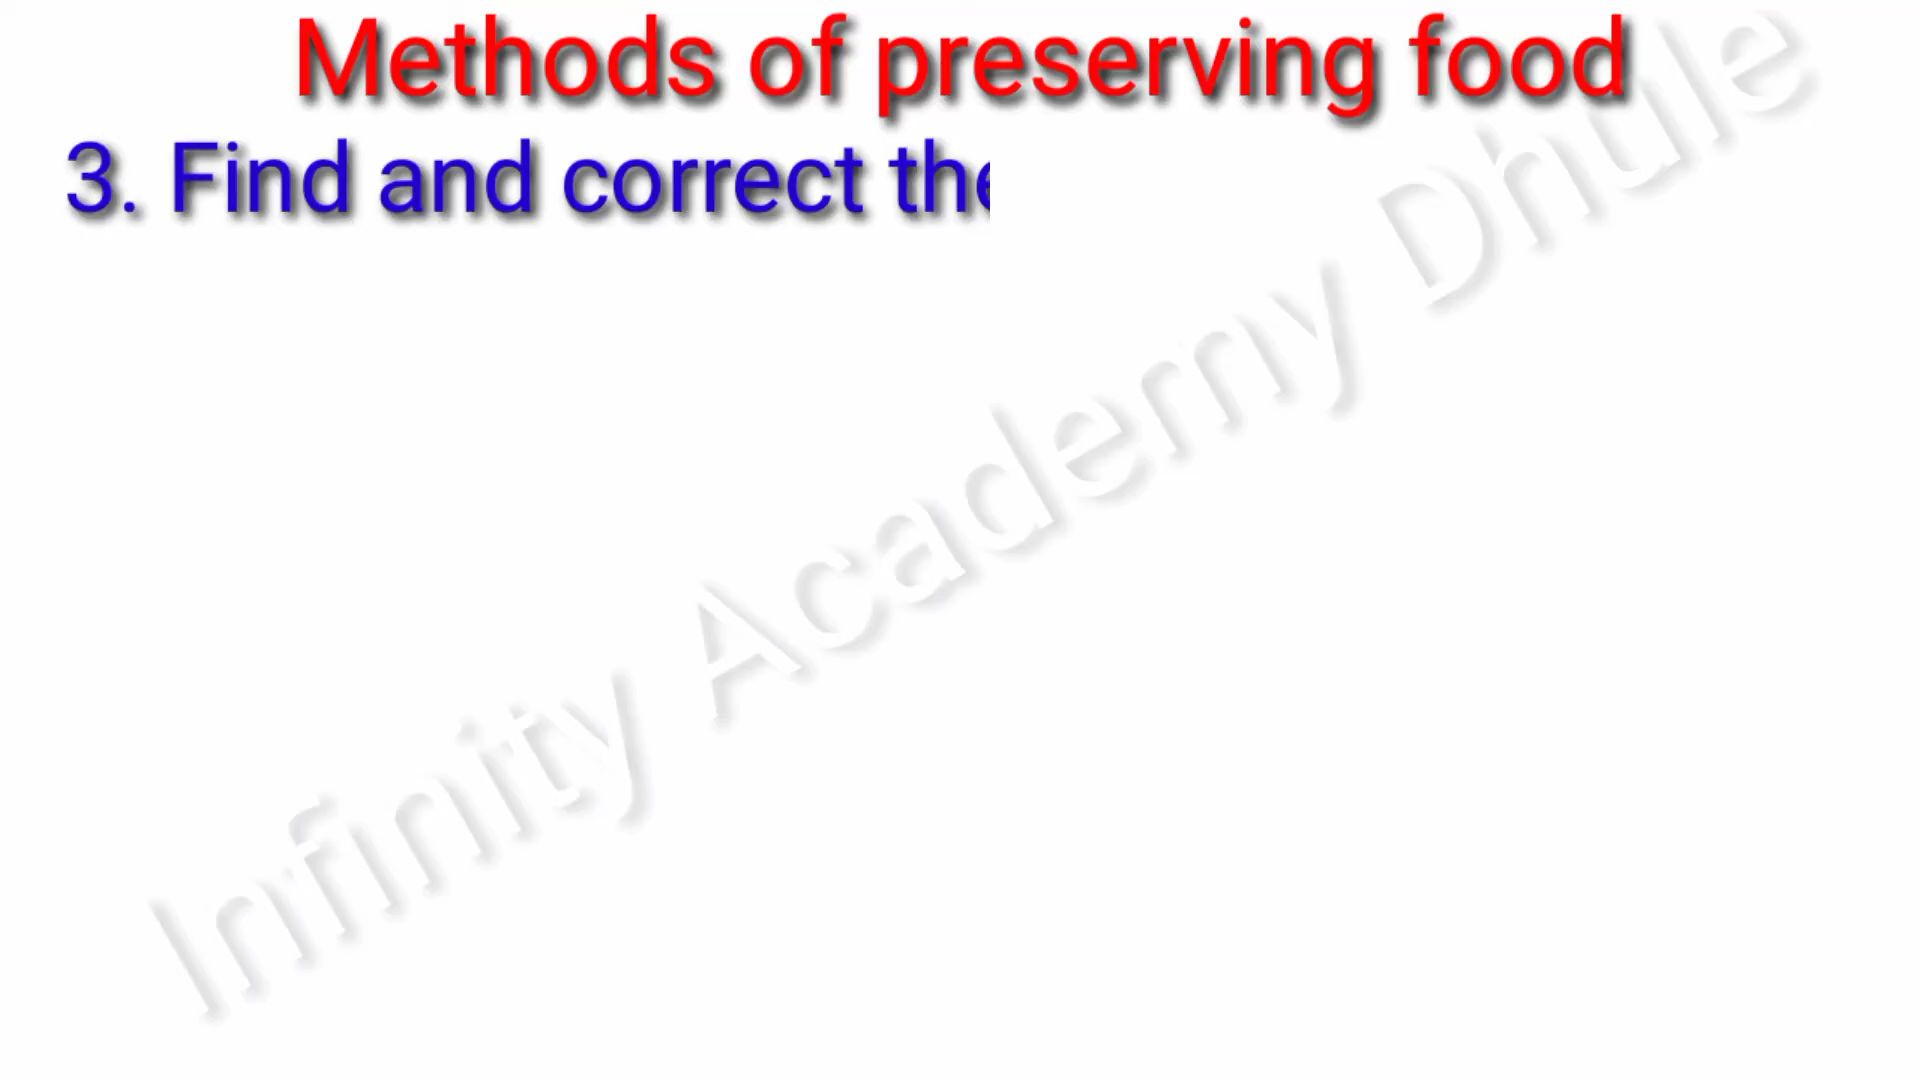 Methods of preserving food
3. Find and correct the
Infinity Academy Dhule